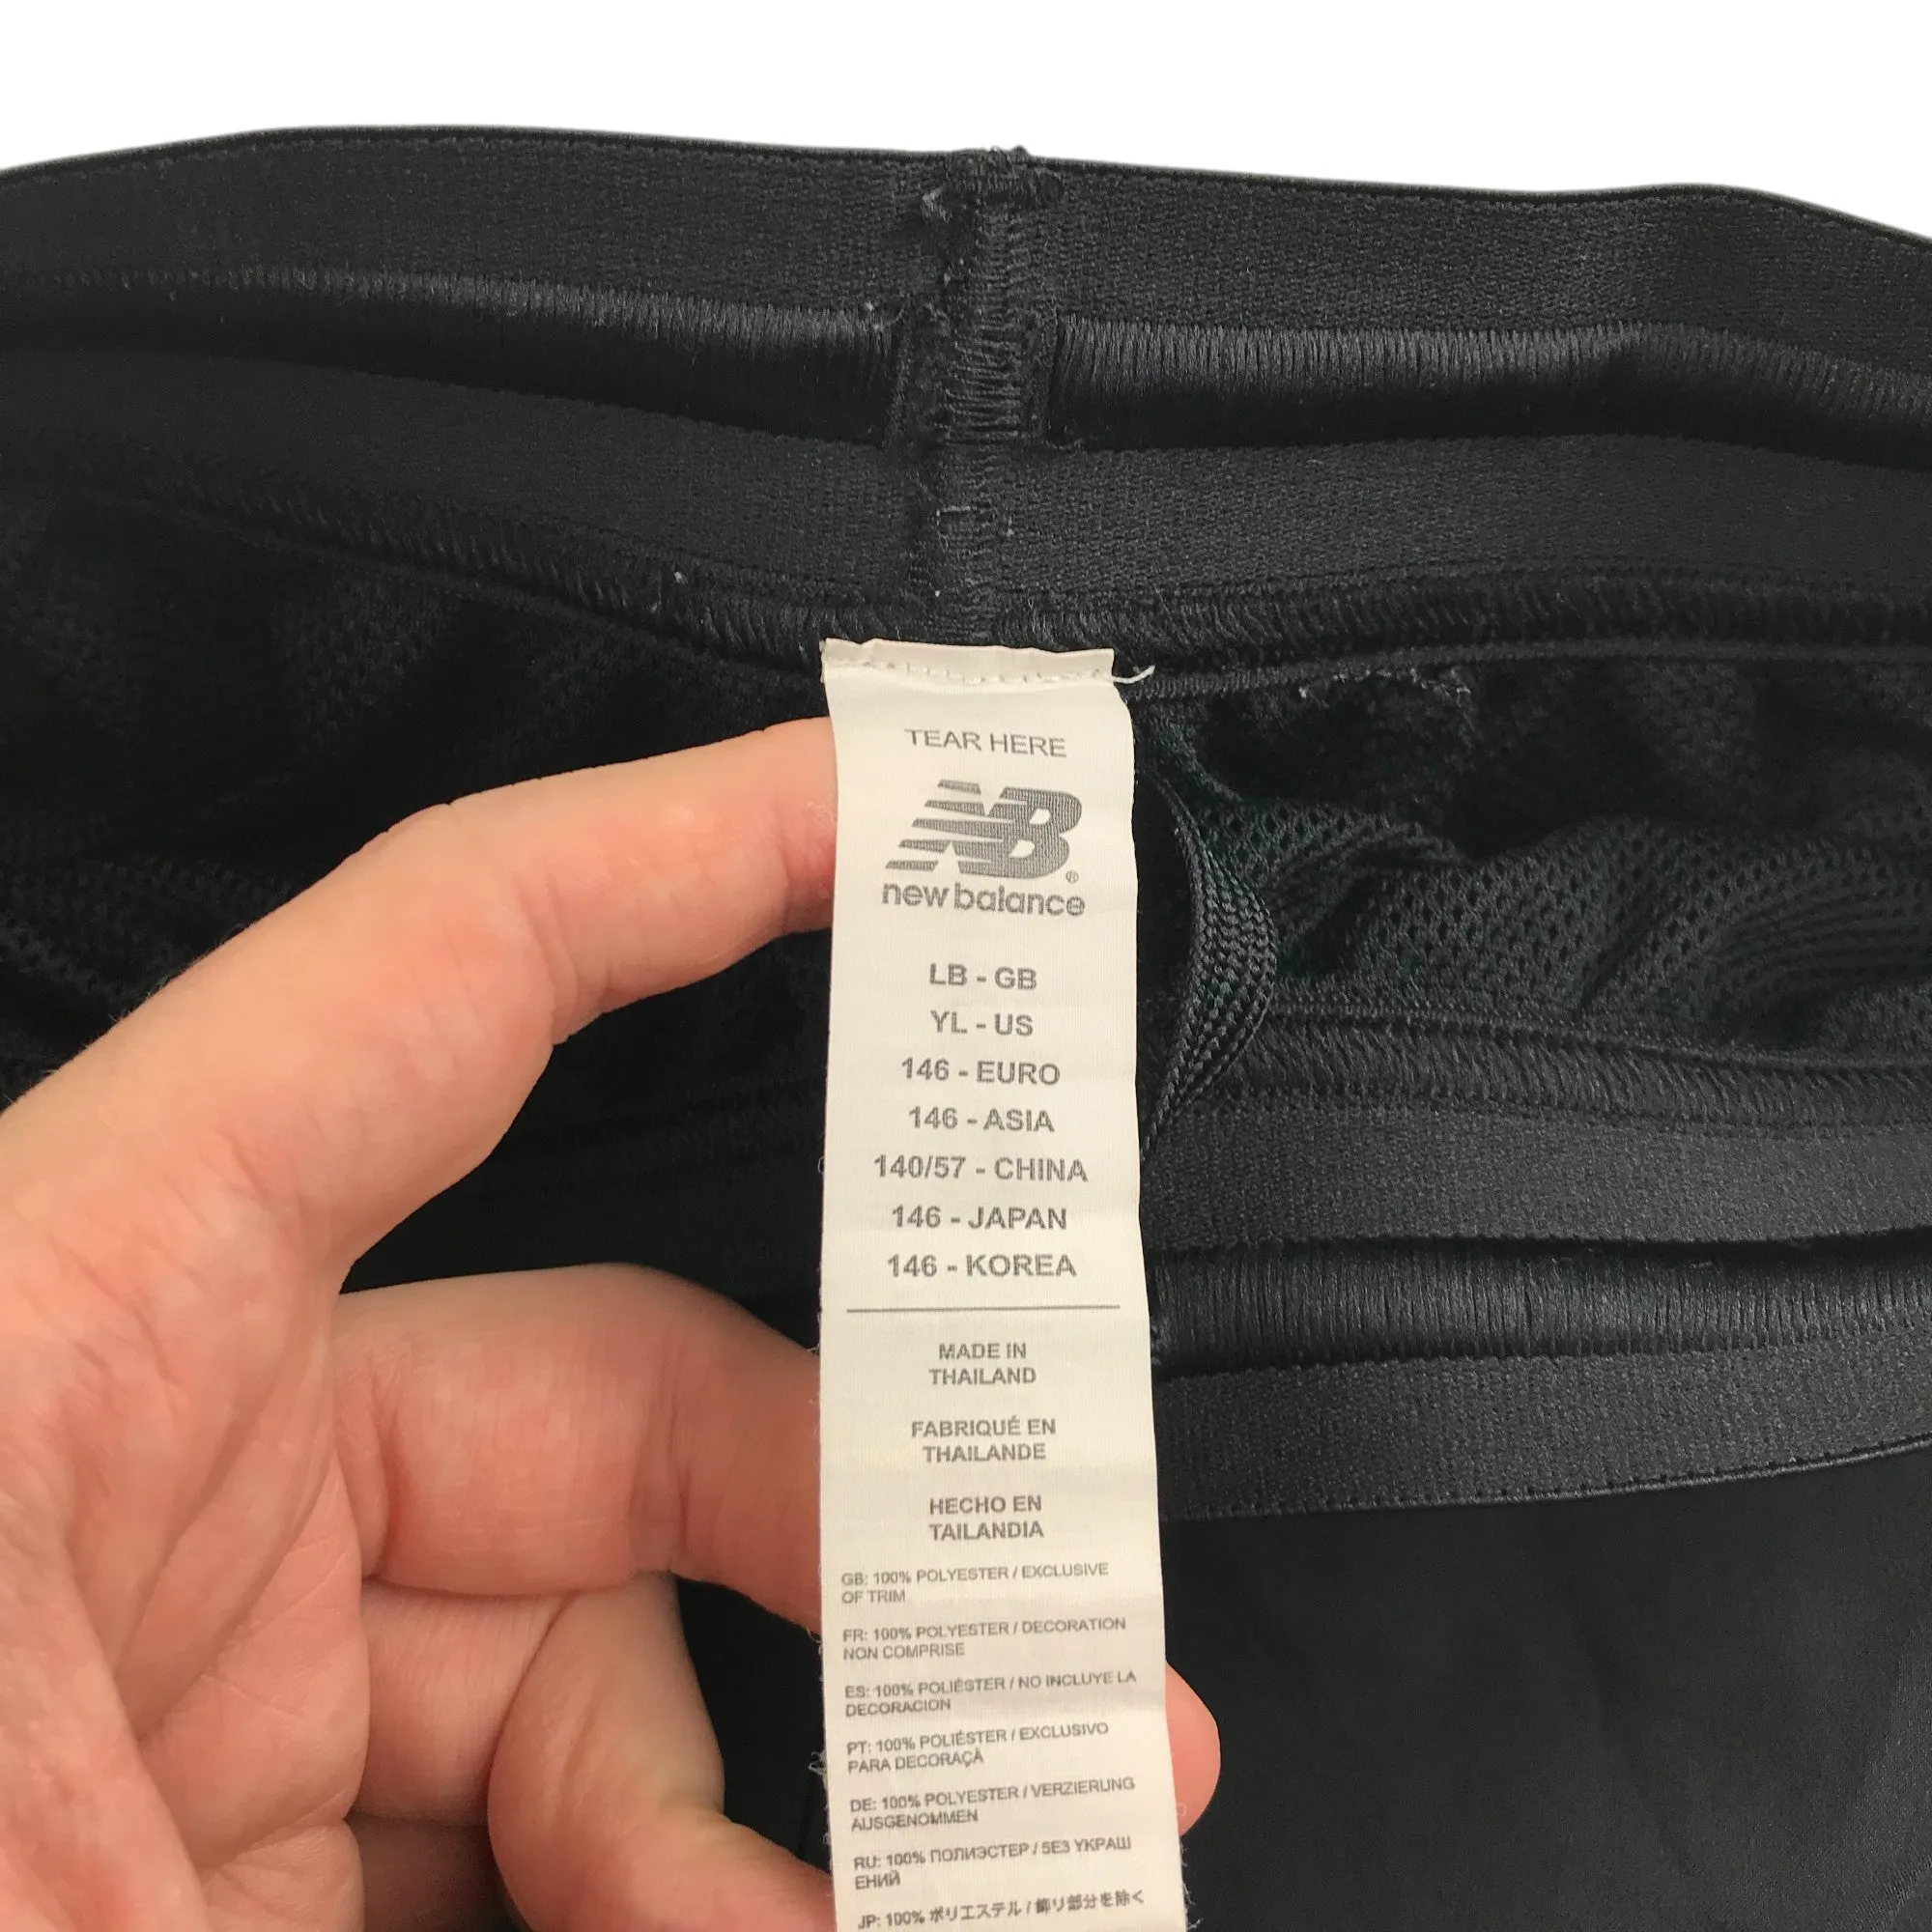 TEAR HERE
NB®
new balance
LB - GB
YL - US
146 - EURO
146 - ASIA
140/57 - CHINA
146 - JAPAN
146 - KOREA
MADE IN
THAILAND
FABRIQUÉ EN
THAILANDE
HECHO EN
TAILANDIA
GB: 100% POLYESTER / EXCLUSIVE
OF TRIM
FR: 100% POLYESTER / DECORATION
NON COMPRISE
ES: 100% POLIÉSTER / NO INCLUYE LA
DECORACION
PT: 100% POLIÉSTER / EXCLUSIVO
PARA DECORAÇÃ
DE: 100% POLYESTER / VERZIERUNG
AUSGENOMMEN
RU: 100% ПОЛИЭСТЕР / 5E3 УКРАШ
ЕНИЙ
JP: 100% ポリエステル / 飾り部分を除く